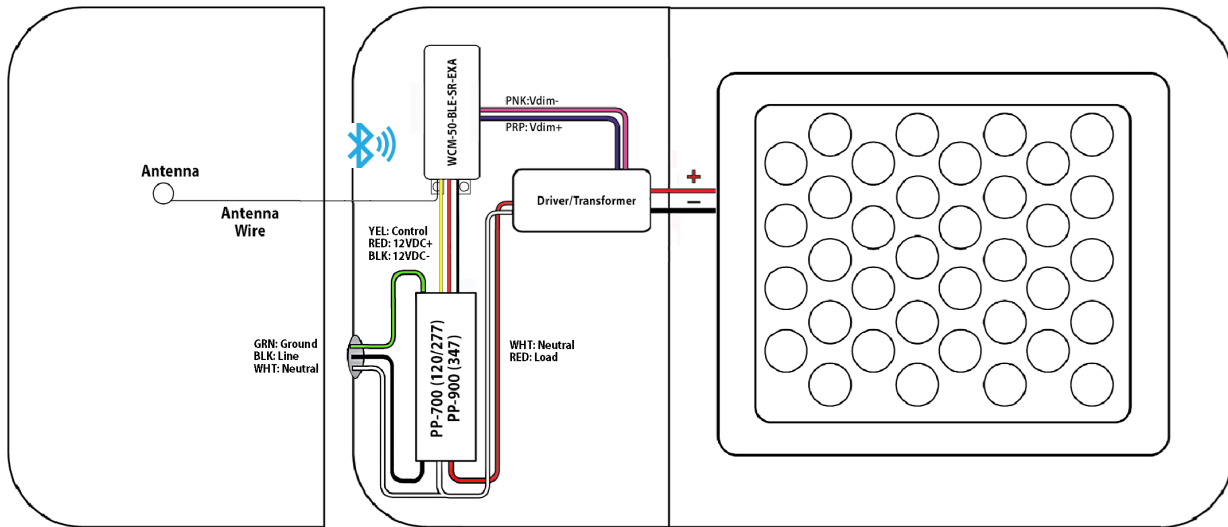 WCM-50-BLE-SR-EXA
PNK:Vdim-
PRP: Vdim+
Antenna
Antenna
Wire
Driver/Transformer
+
−
YEL: Control
RED: 12VDC+
BLK: 12VDC-
GRN: Ground
BLK: Line
WHT: Neutral
PP-700 (120/277)
PP-900 (347)
WHT: Neutral
RED: Load